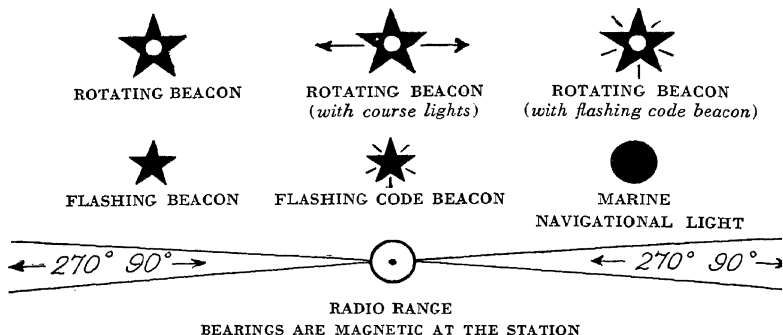 ROTATING BEACON
ROTATING BEACON
(with course lights)
ROTATING BEACON
(with flashing code beacon)
FLASHING BEACON
FLASHING CODE BEACON
MARINE
NAVIGATIONAL LIGHT
270° 90°
270° 90°
RADIO RANGE
BEARINGS ARE MAGNETIC AT THE STATION